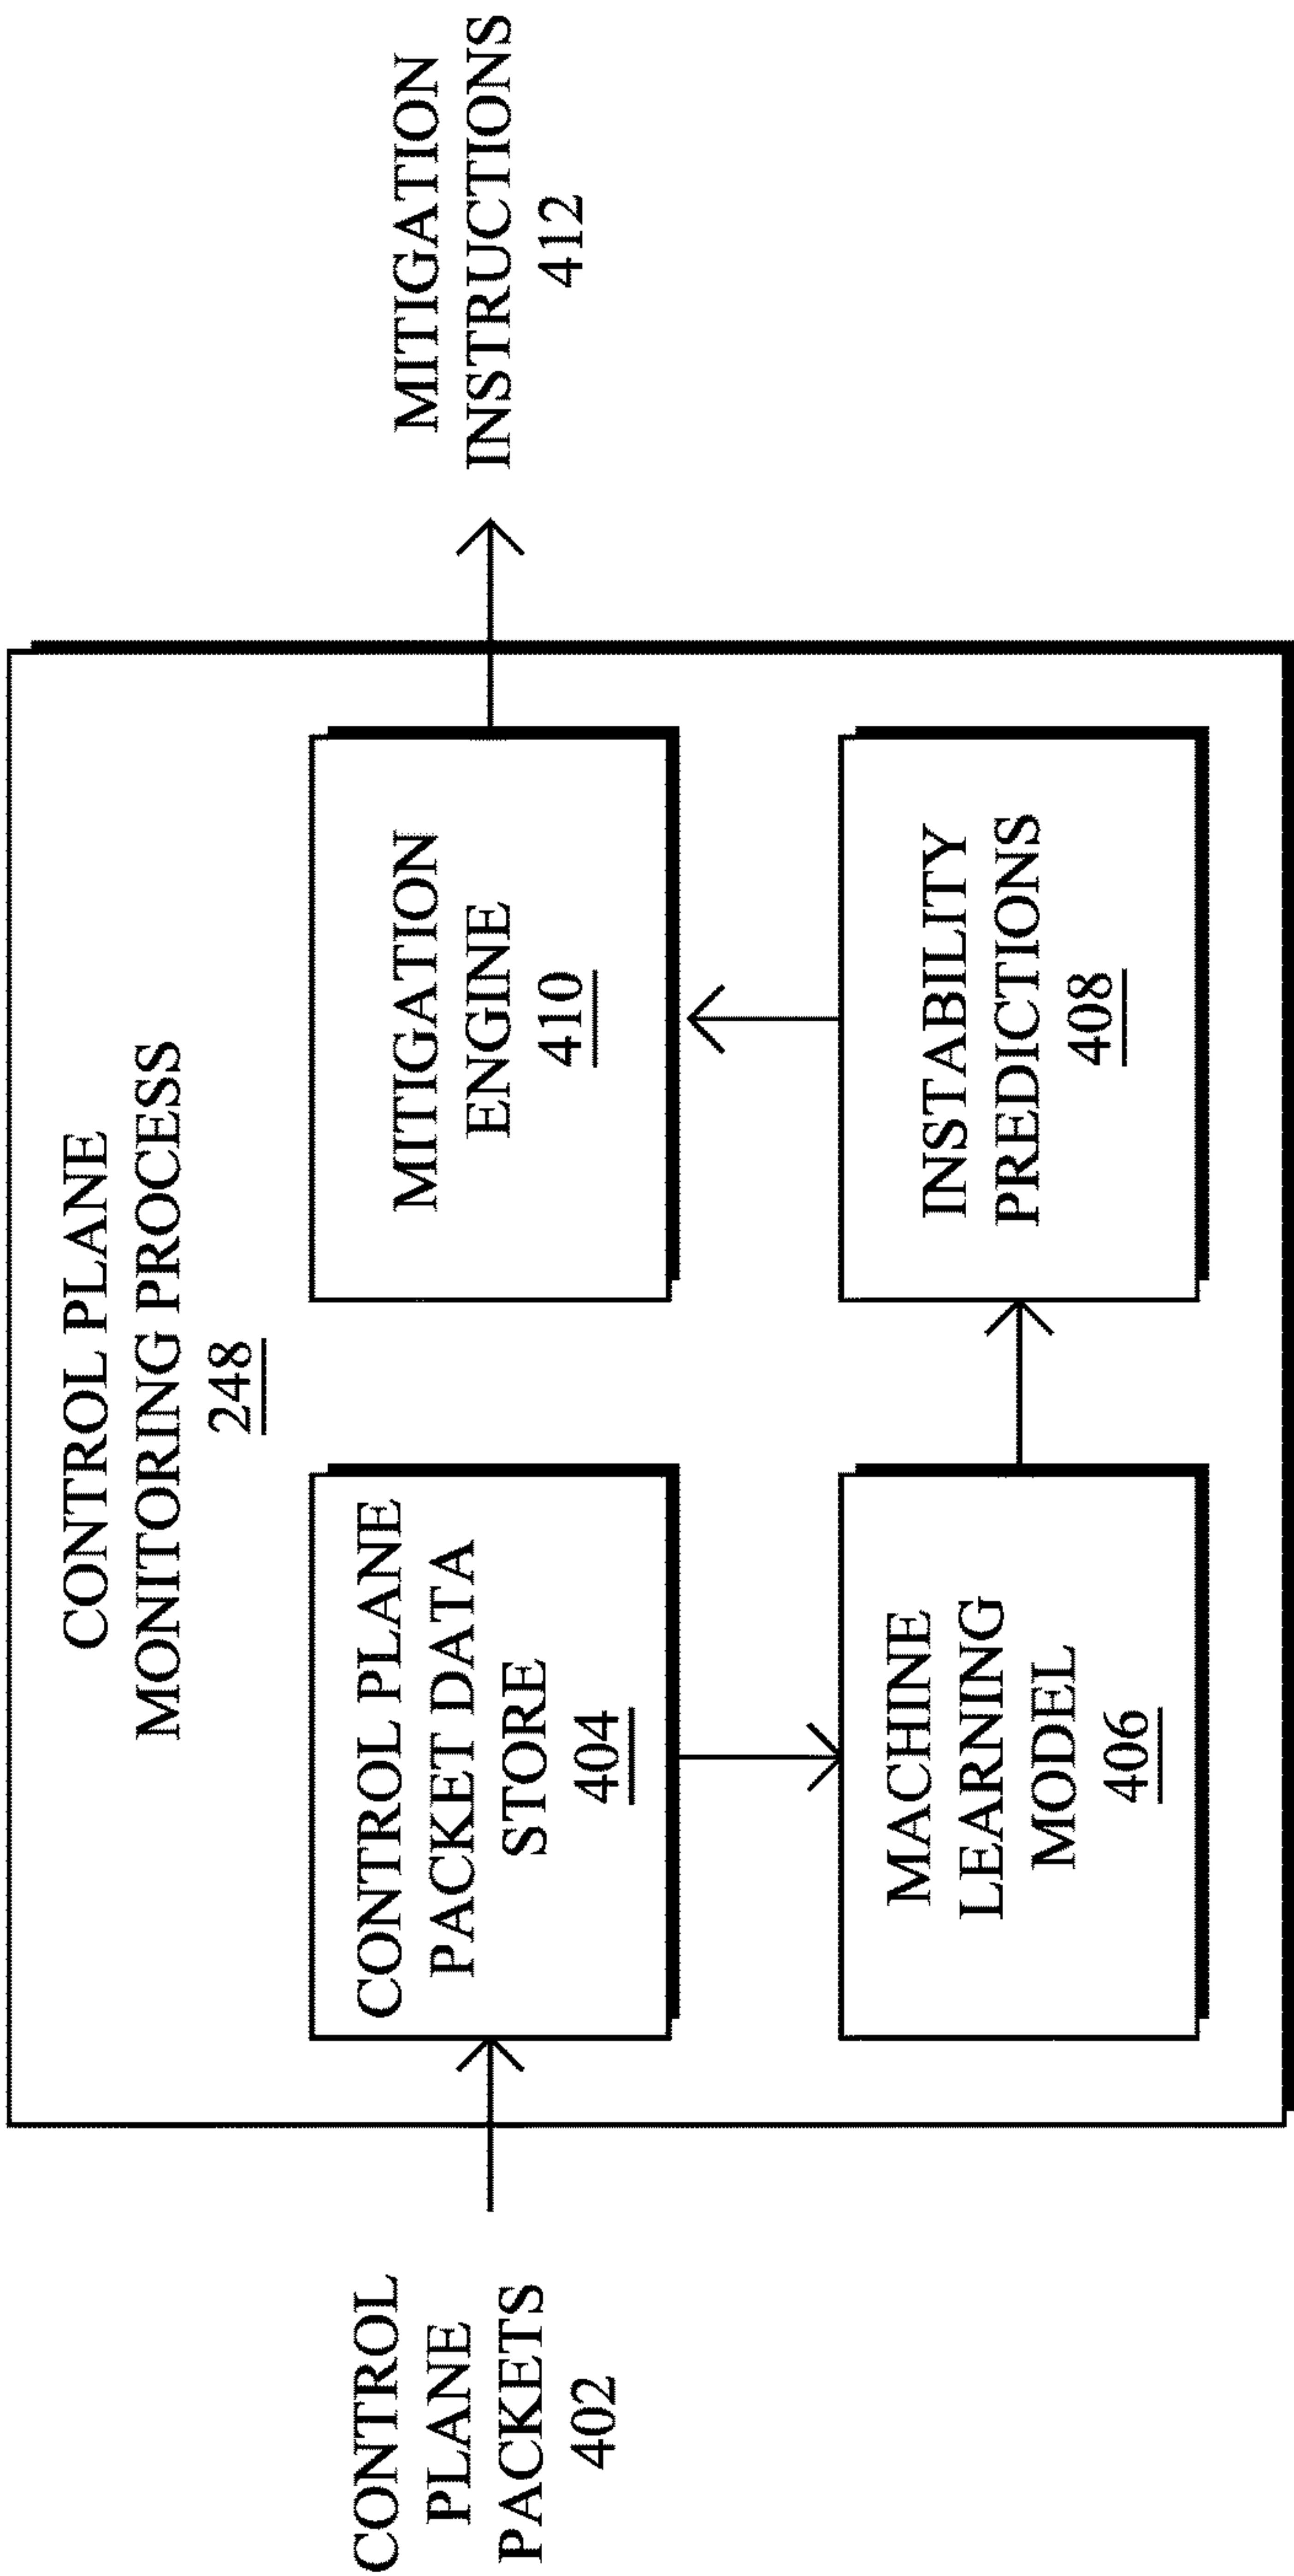 CONTROL PLANE
MONITORING PROCESS
248
CONTROL
PLANE
PACKETS
402
CONTROL PLANE
PACKET DATA
STORE
404
MITIGATION
ENGINE
410
MITIGATION
INSTRUCTIONS
412
MACHINE
LEARNING
MODEL
406
INSTABILITY
PREDICTIONS
408